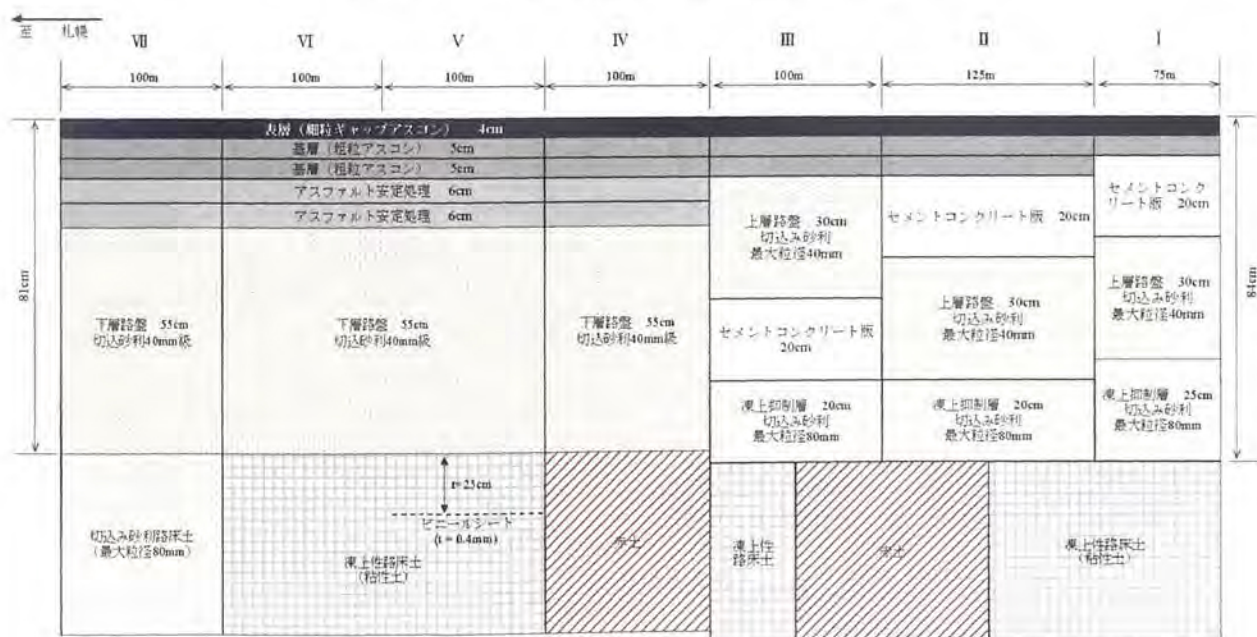 至 札幌
VII VI V IV III II I
100m 100m 100m 100m 100m 125m 75m
表層（細粒ギャップアスコン） 4cm
基層（粗粒アスコン） 5cm
基層（粗粒アスコン） 5cm
アスファルト安定処理 6cm
アスファルト安定処理 6cm
81cm
下層路盤 55cm
切込砂利40mm級
下層路盤 55cm
切込砂利40mm級
下層路盤 55cm
切込砂利40mm級
上層路盤 30cm
切込み砂利
最大粒径40mm
セメントコンクリート版
20cm
凍上抑制層 20cm
切込み砂利
最大粒径80mm
セメントコンクリート版 20cm
上層路盤 30cm
切込み砂利
最大粒径40mm
凍上抑制層 20cm
切込み砂利
最大粒径80mm
セメントコンク
リート版 20cm
上層路盤 30cm
切込み砂利
最大粒径40mm
凍上抑制層 25cm
切込み砂利
最大粒径80mm
84cm
切込み砂利路床土
（最大粒径80mm）
t=25cm
ビニールシート
(t = 0.4mm)
凍上性路床土
（粘性土）
凍上性
路床土
凍上性路床土
（粘性土）